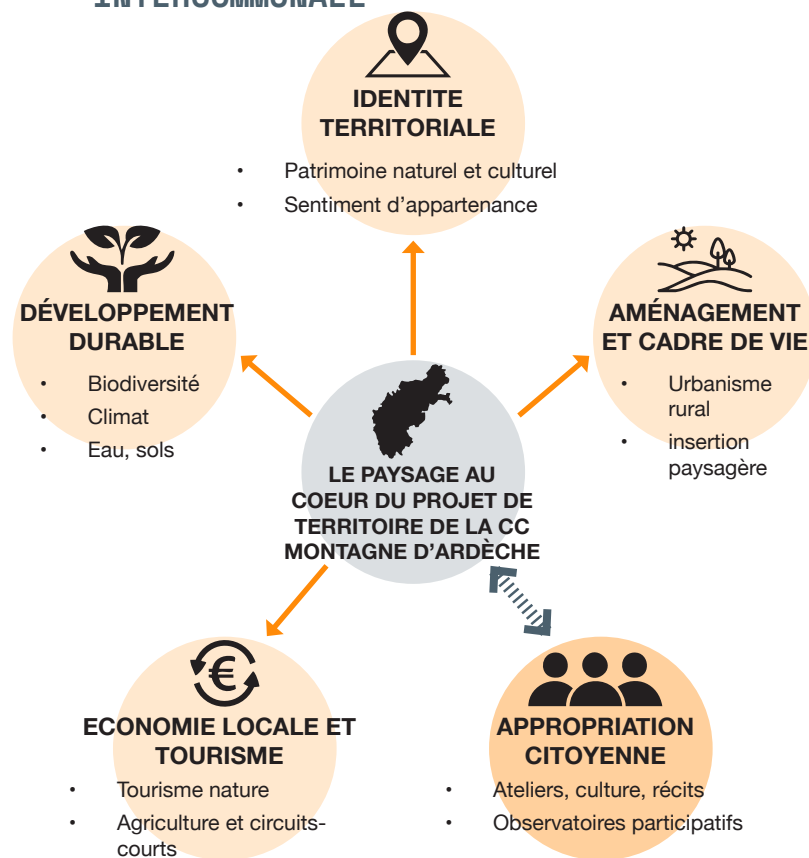 INTERCOMMUNALE
IDENTITE
TERRITORIALE
• Patrimoine naturel et culturel
• Sentiment d'appartenance
DÉVELOPPEMENT
DURABLE
• Biodiversité
• Climat
• Eau, sols
AMÉNAGEMENT
ET CADRE DE VIE
• Urbanisme
rural
• insertion
paysagère
LE PAYSAGE AU
COEUR DU PROJET DE
TERRITOIRE DE LA CC
MONTAGNE D'ARDÈCHE
€
ECONOMIE LOCALE ET
TOURISME
• Tourisme nature
• Agriculture et circuits-
courts
APPROPRIATION
CITOYENNE
• Ateliers, culture, récits
• Observatoires participatifs